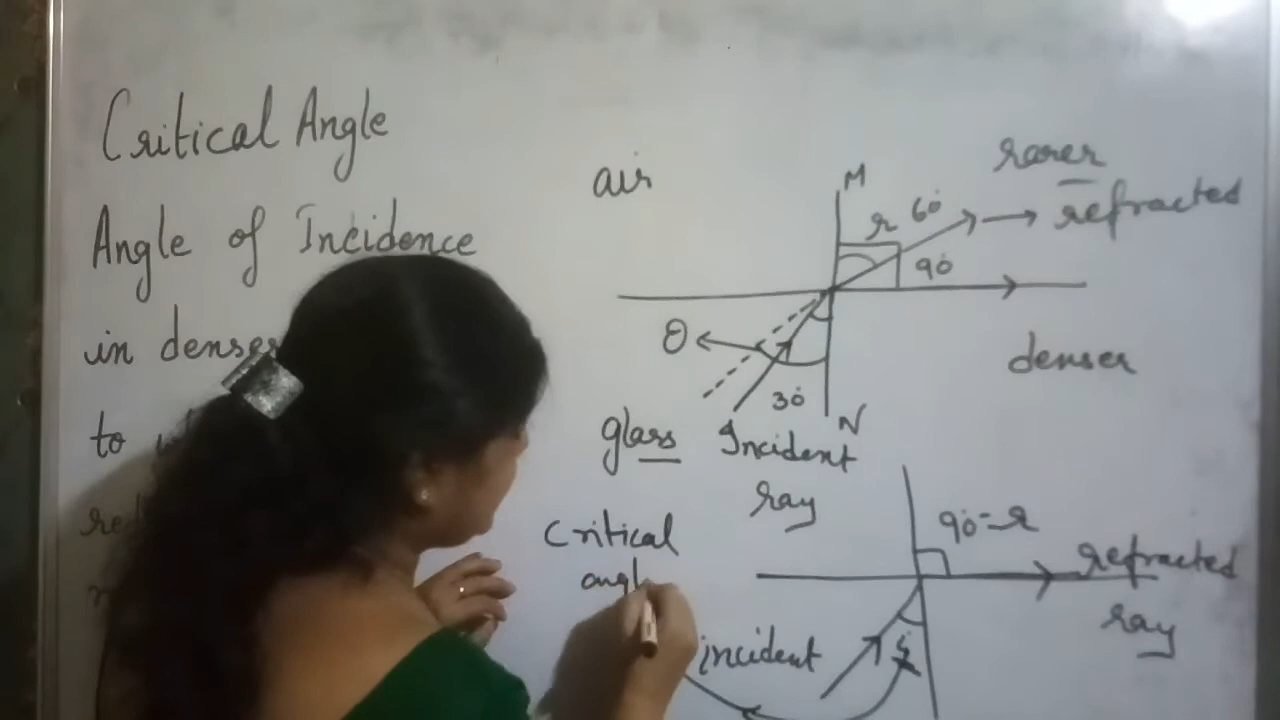 Critical Angle
Angle of Incidence
in denser
to
air
M
rarer
r 60°
refracted
90°
θ
denser
30°
N
glass
Incident
ray
Critical
angl
90°-r
refracted
ray
incident